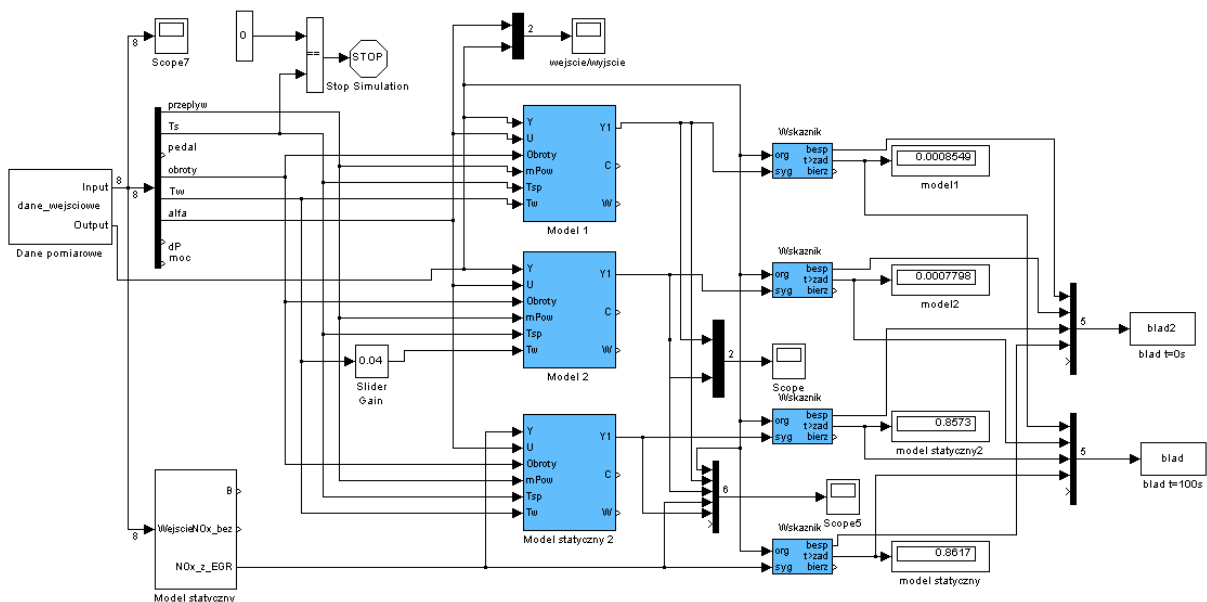 8
Scope7
0
==
STOP
Stop Simulation
2
wejscie/wyjscie
przeplyw
Ts
pedal
obroty
Tw
alfa
dP
moc
8
8
Input
dane_wejsciowe
Output
Dane pomiarowe
Y
U
Obroty
mPow
Tsp
Tw
Y1
C
W
Model 1
Wskaznik
org
syg
besp
t>zad
bierz
0.0008549
model1
Y
U
Obroty
mPow
Tsp
Tw
Y1
C
W
Model 2
Wskaznik
org
syg
besp
t>zad
bierz
0.0007798
model2
0.04
Slider
Gain
2
Scope
5
blad2
blad t=0s
Y
U
Obroty
mPow
Tsp
Tw
Y1
C
W
Model statyczny 2
Wskaznik
org
syg
besp
t>zad
bierz
0.8573
model statyczny2
5
blad
blad t=100s
6
Scope5
8
Wejscie
B
NOx_bez
NOx_z_EGR
Model statyczny
Wskaznik
org
syg
besp
t>zad
bierz
0.8617
model statyczny